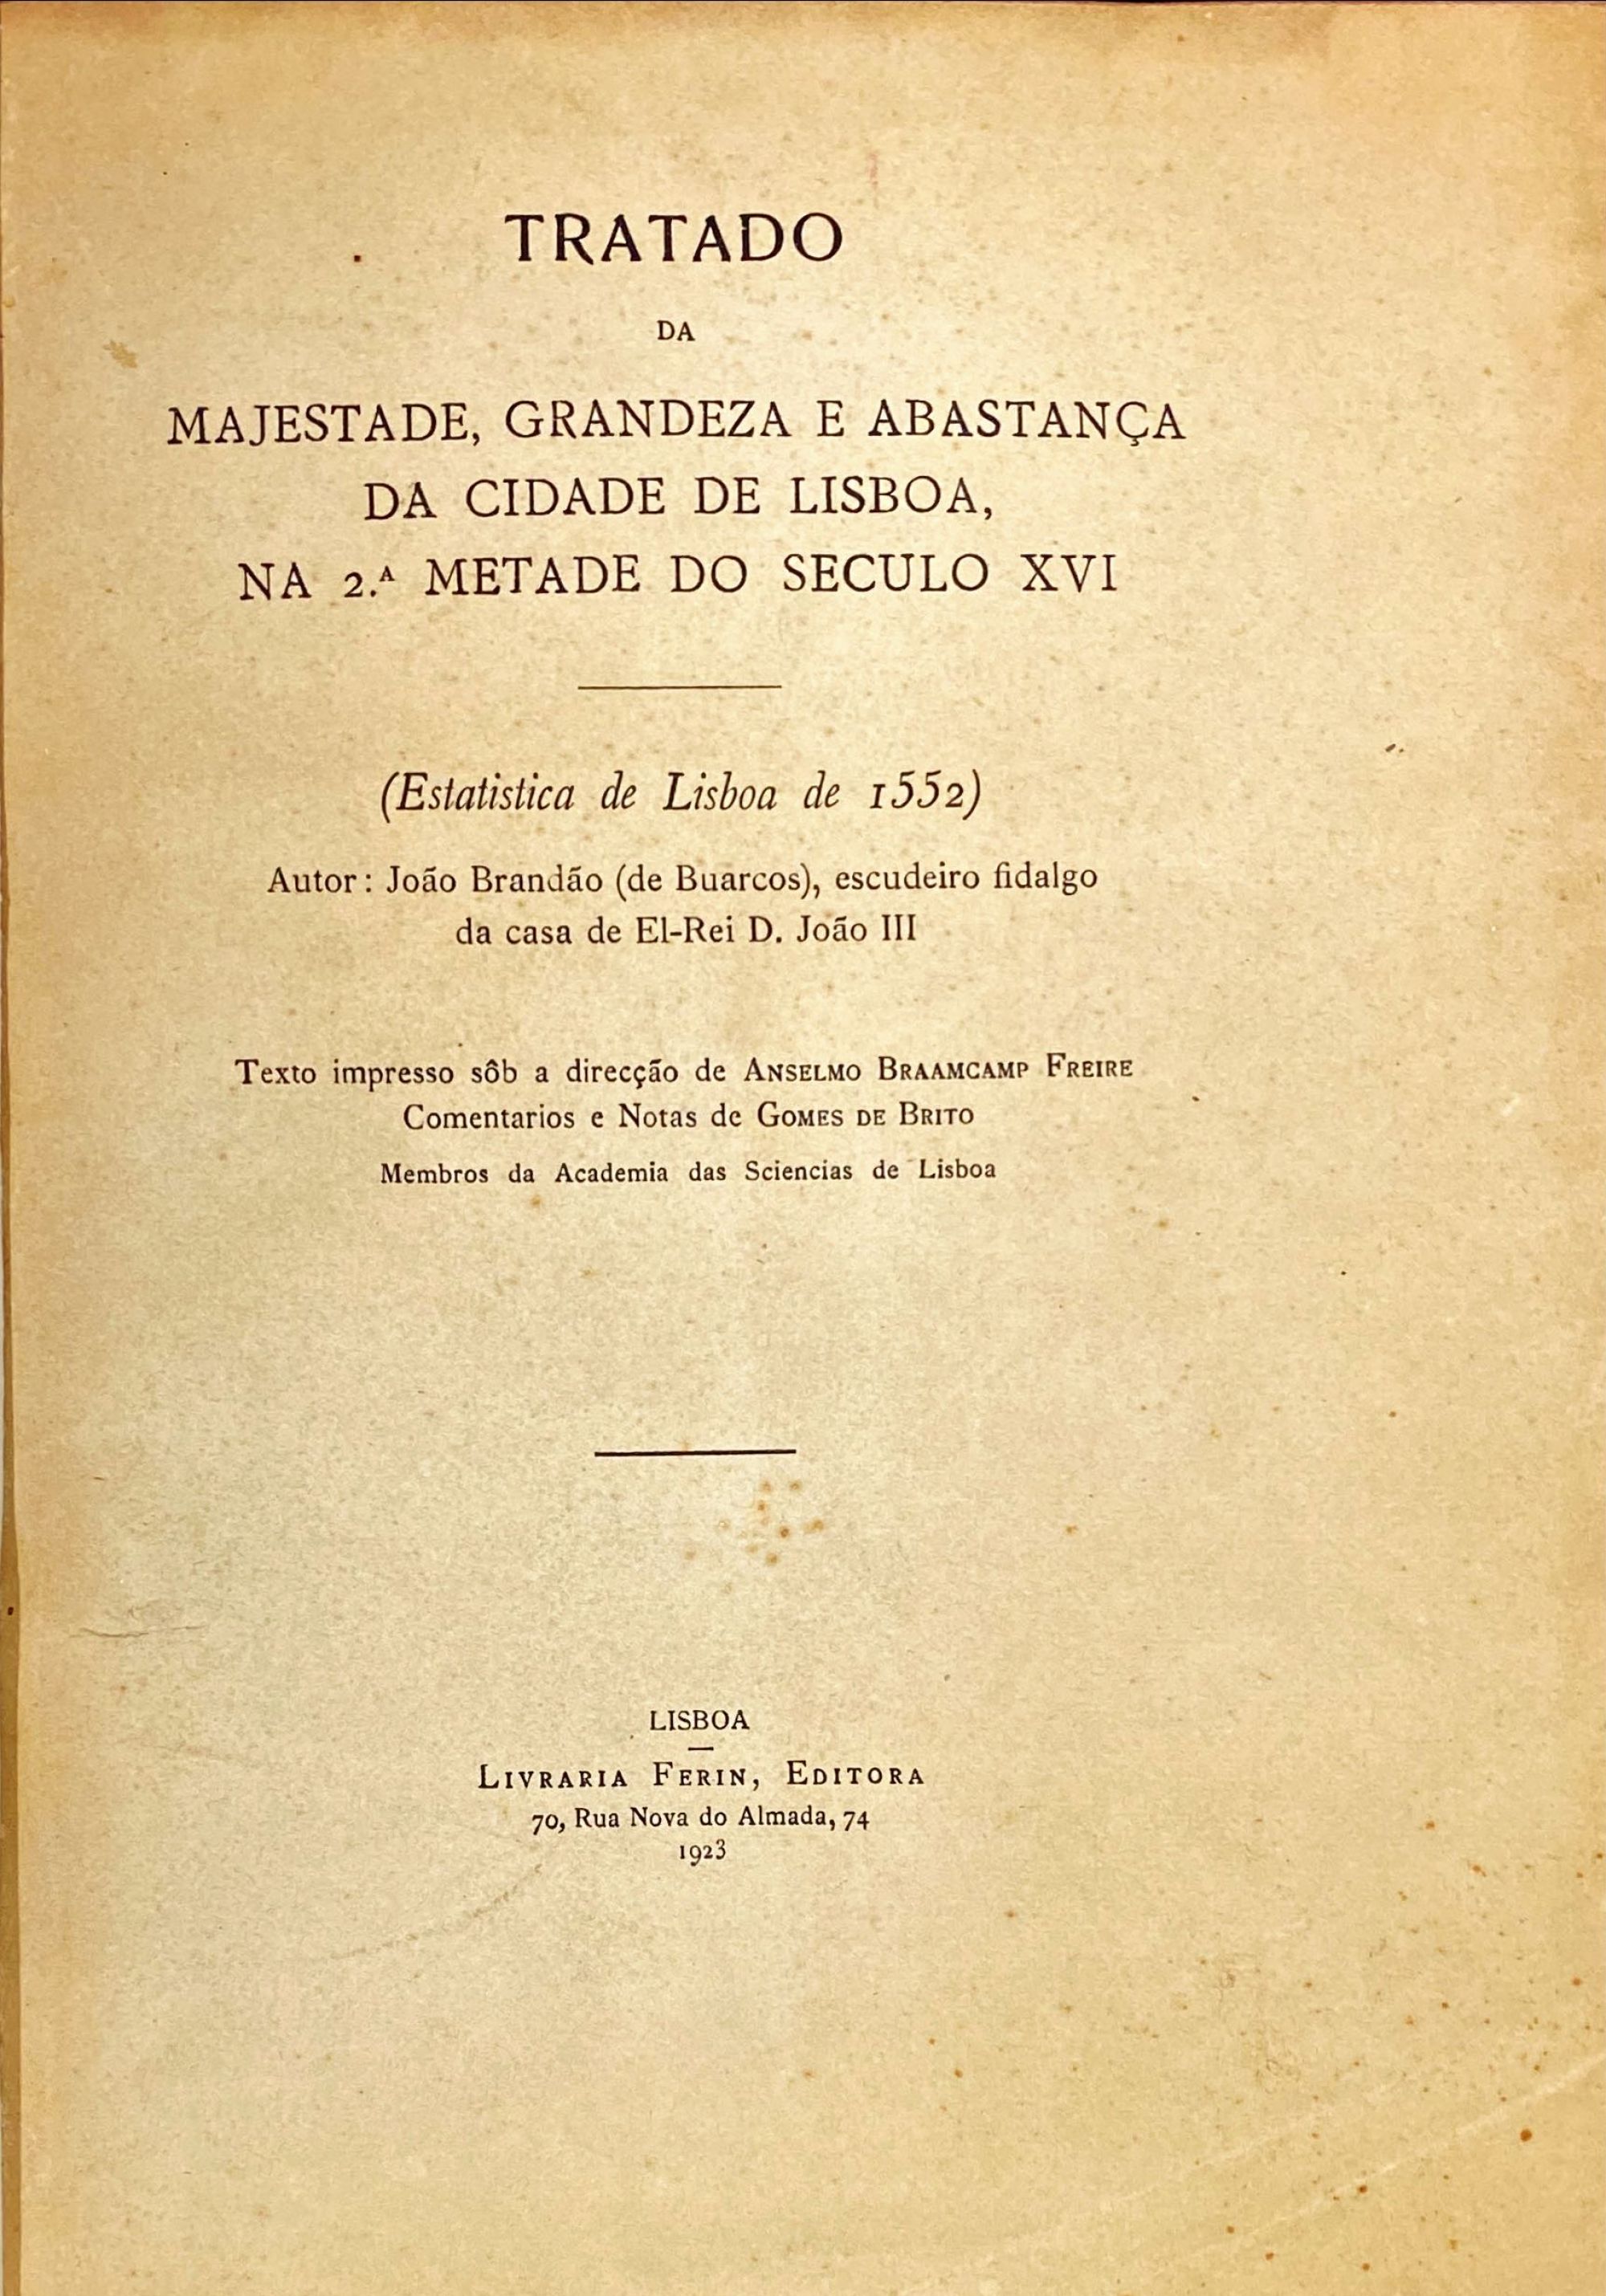 TRATADO
DA
MAJESTADE, GRANDEZA E ABASTANÇA
DA CIDADE DE LISBOA,
NA 2.ᴬ METADE DO SECULO XVI
(Estatistica de Lisboa de 1552)
Autor: João Brandão (de Buarcos), escudeiro fidalgo
da casa de El-Rei D. João III
Texto impresso sôb a direcção de ANSELMO BRAAMCAMP FREIRE
Comentarios e Notas de GOMES DE BRITO
Membros da Academia das Sciencias de Lisboa
LISBOA
LIVRARIA FERIN, EDITORA
70, Rua Nova do Almada, 74
1923